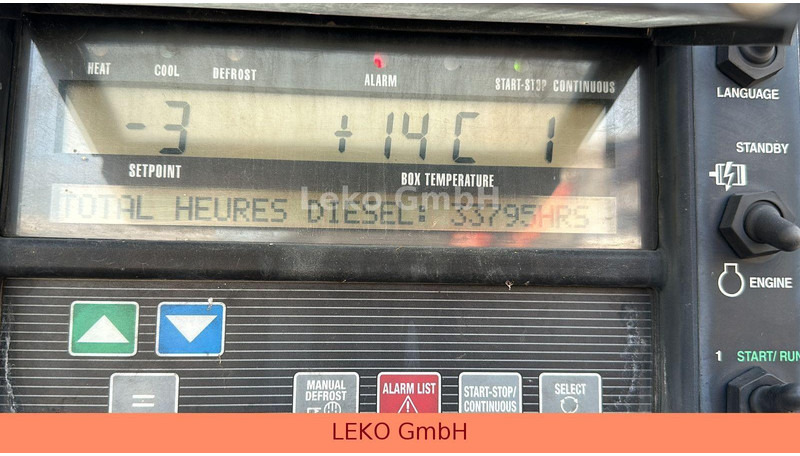 HEAT COOL DEFROST ALARM START-STOP CONTINUOUS
-3 +14 C 1
SETPOINT BOX TEMPERATURE
TOTAL HEURES DIESEL: 33795HRS
Leko GmbH
LANGUAGE
STANDBY
ENGINE
1 START/RUN
MANUAL
DEFROST
ALARM LIST
START-STOP/
CONTINUOUS
SELECT
=
LEKO GmbH